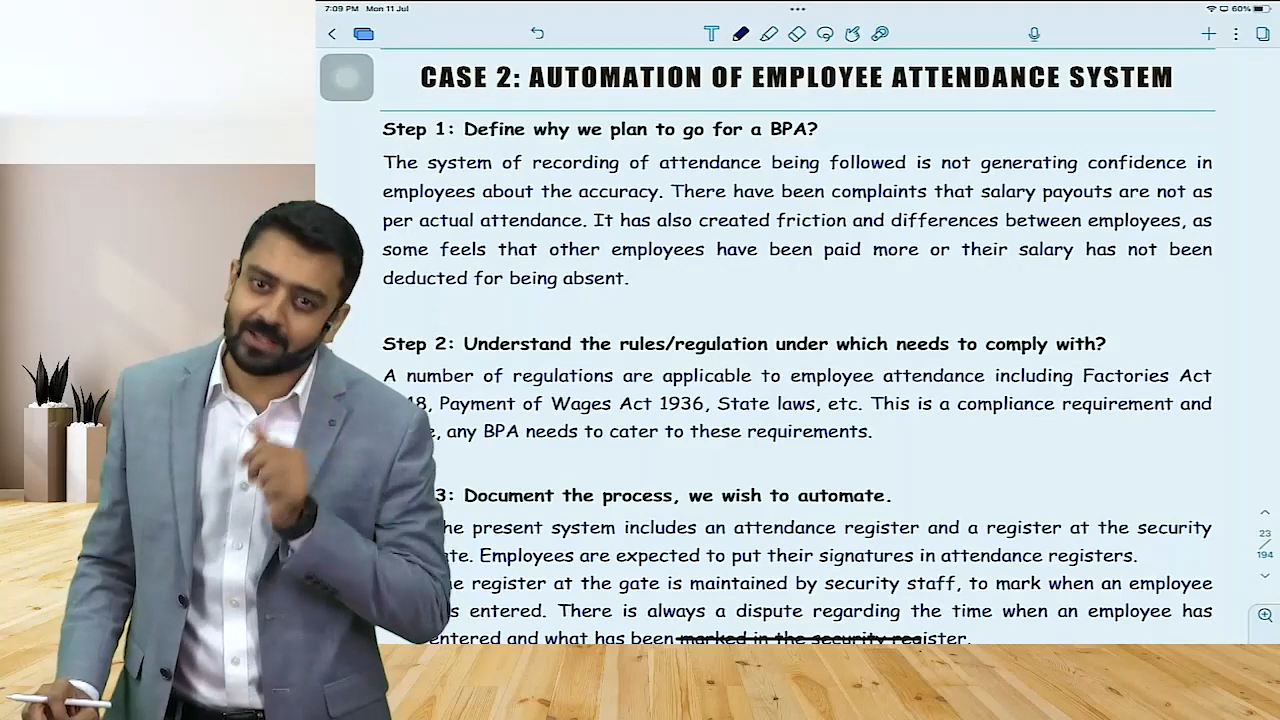 7:09 PM Mon 11 Jul
60%
CASE 2: AUTOMATION OF EMPLOYEE ATTENDANCE SYSTEM
Step 1: Define why we plan to go for a BPA?
The system of recording of attendance being followed is not generating confidence in
employees about the accuracy. There have been complaints that salary payouts are not as
per actual attendance. It has also created friction and differences between employees, as
some feels that other employees have been paid more or their salary has not been
deducted for being absent.
Step 2: Understand the rules/regulation under which needs to comply with?
A number of regulations are applicable to employee attendance including Factories Act
8, Payment of Wages Act 1936, State laws, etc. This is a compliance requirement and
, any BPA needs to cater to these requirements.
3: Document the process, we wish to automate.
he present system includes an attendance register and a register at the security
te. Employees are expected to put their signatures in attendance registers.
e register at the gate is maintained by security staff, to mark when an employee
s entered. There is always a dispute regarding the time when an employee has
entered and what has been marked in the security register.
23
194